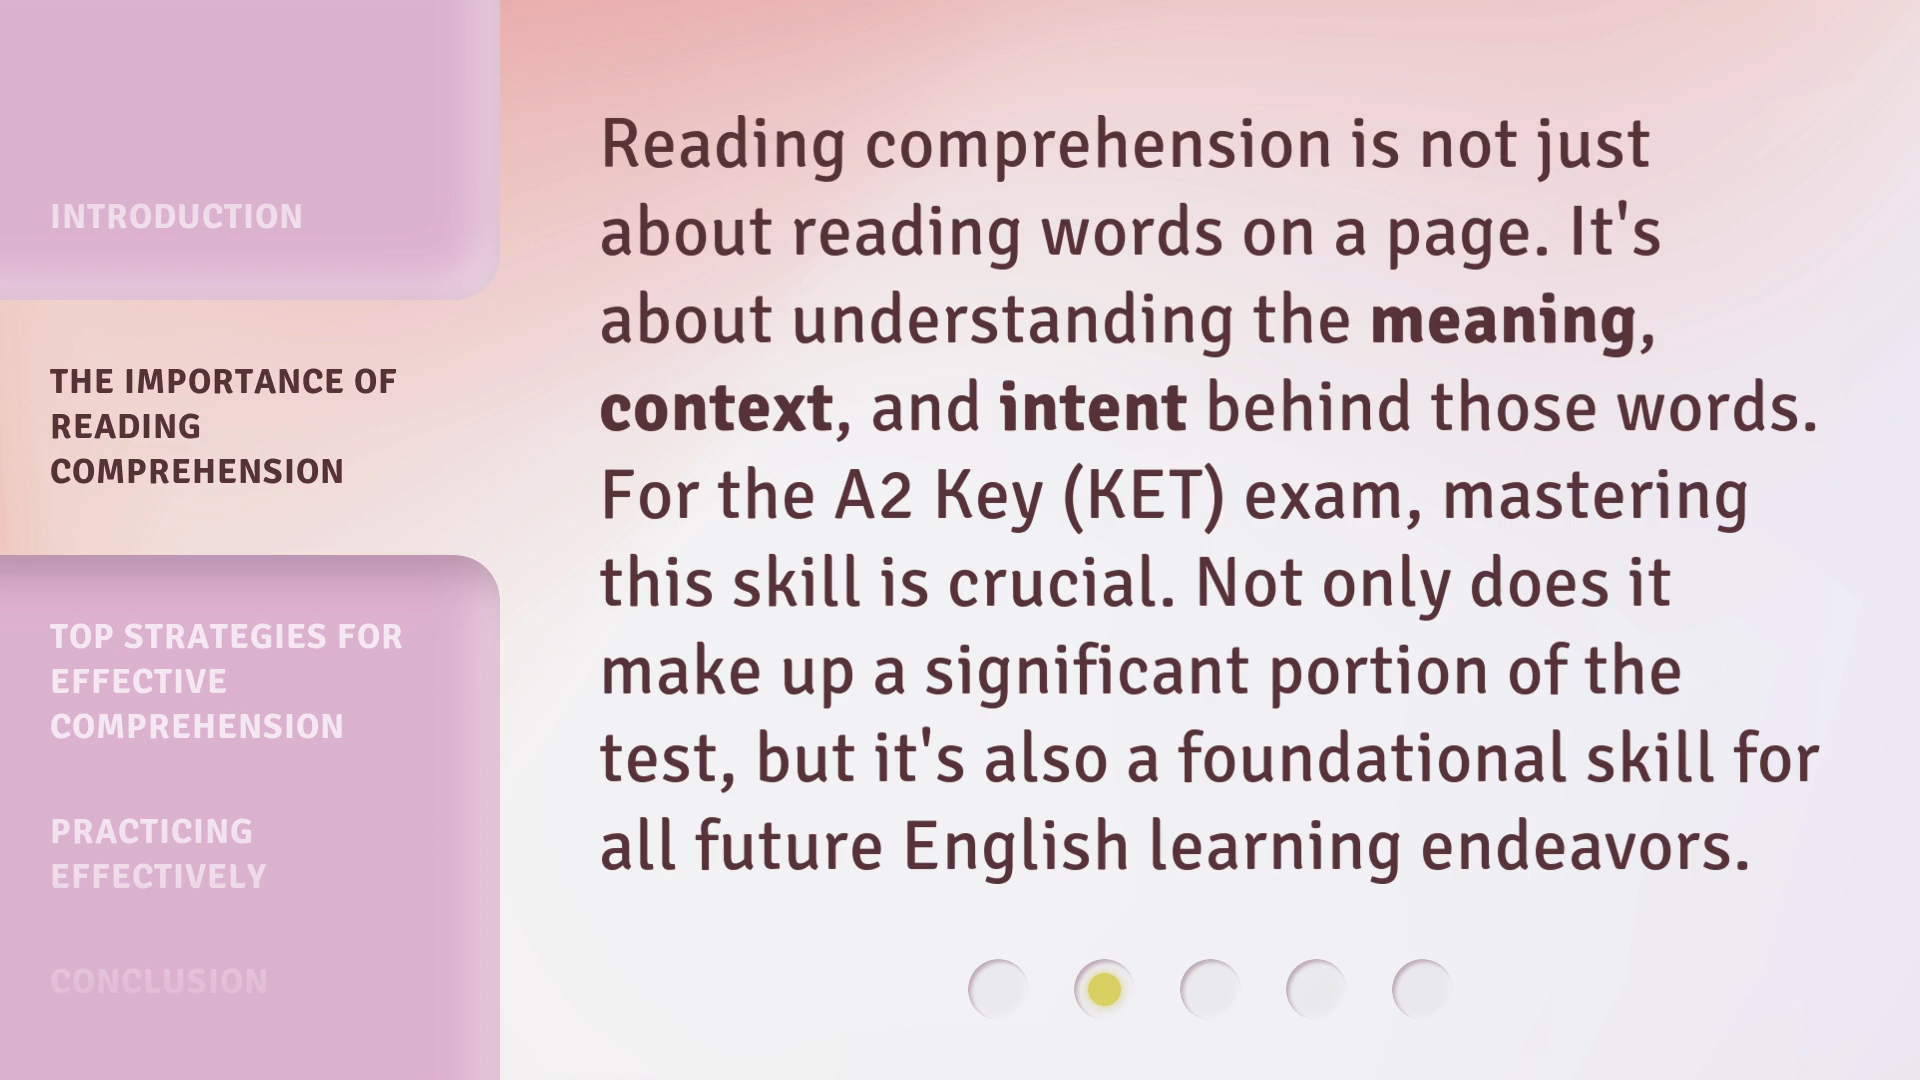 INTRODUCTION
THE IMPORTANCE OF
READING
COMPREHENSION
TOP STRATEGIES FOR
EFFECTIVE
COMPREHENSION
PRACTICING
EFFECTIVELY
CONCLUSION
Reading comprehension is not just
about reading words on a page. It's
about understanding the meaning,
context, and intent behind those words.
For the A2 Key (KET) exam, mastering
this skill is crucial. Not only does it
make up a significant portion of the
test, but it's also a foundational skill for
all future English learning endeavors.